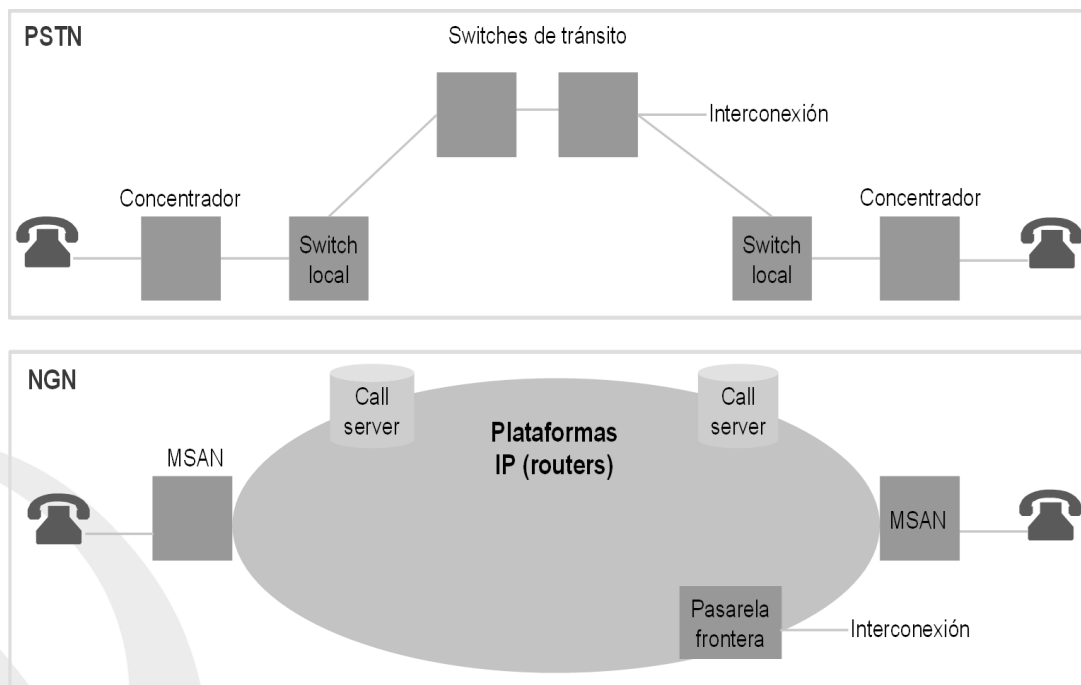 PSTN
Switches de tránsito
Interconexión
Concentrador
Concentrador
Switch
local
Switch
local
NGN
Call
server
Call
server
Plataformas
IP (routers)
MSAN
MSAN
Pasarela
frontera
Interconexión